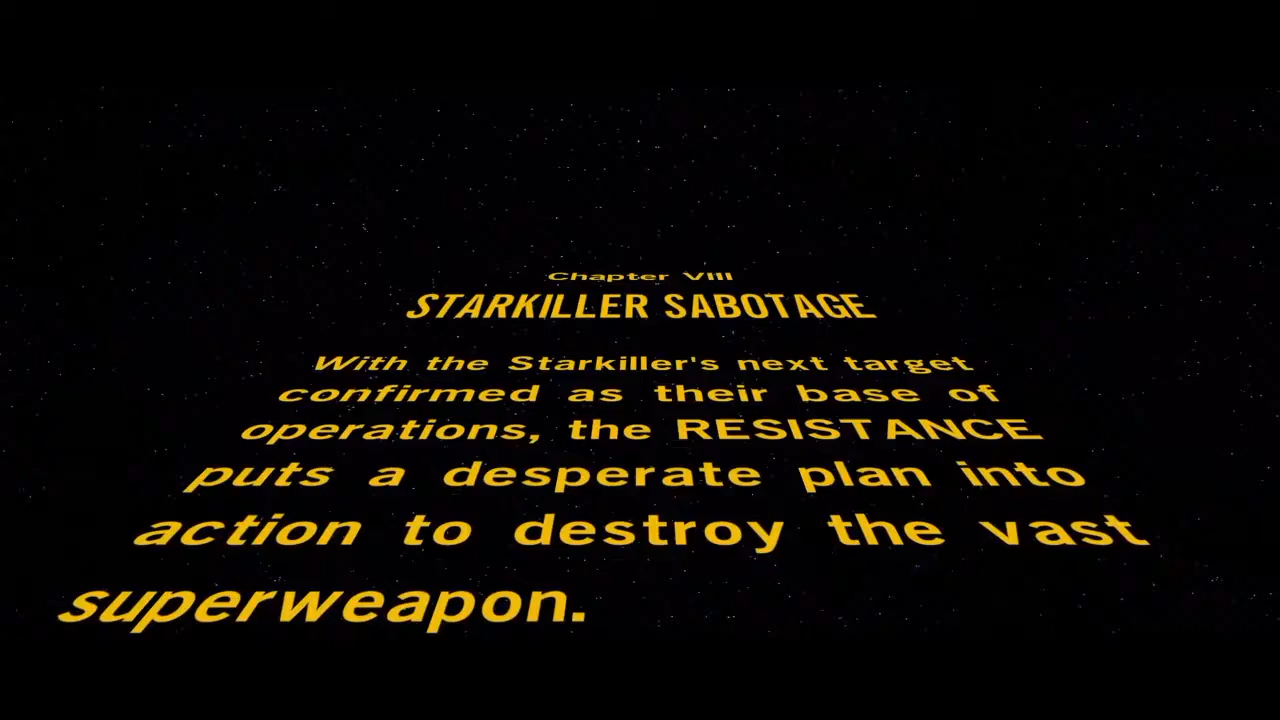 Chapter VIII
STARKILLER SABOTAGE
With the Starkiller's next target
confirmed as their base of
operations, the RESISTANCE
puts a desperate plan into
action to destroy the vast
superweapon.